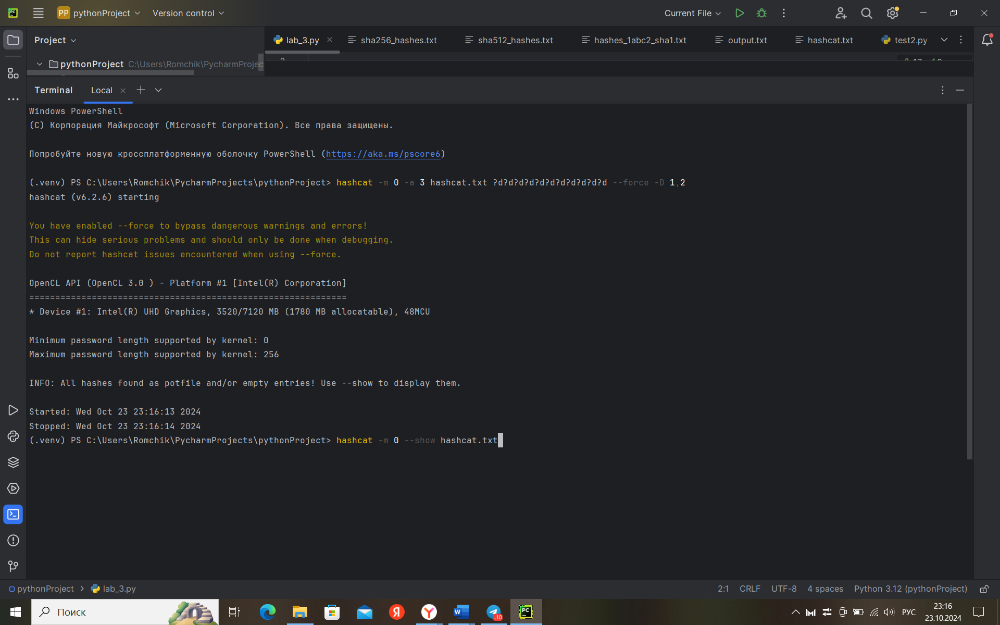 PC
PP pythonProject Version control Current File
Project
lab_3.py sha256_hashes.txt sha512_hashes.txt hashes_1abc2_sha1.txt output.txt hashcat.txt test2.py
pythonProject C:\Users\Romchik\PycharmProjec
Terminal Local
Windows PowerShell
(C) Корпорация Майкрософт (Microsoft Corporation). Все права защищены.
Попробуйте новую кроссплатформенную оболочку PowerShell (https://aka.ms/pscore6)
(.venv) PS C:\Users\Romchik\PycharmProjects\pythonProject> hashcat -m 0 -a 3 hashcat.txt ?d?d?d?d?d?d?d?d?d?d?d --force -D 1,2
hashcat (v6.2.6) starting
You have enabled --force to bypass dangerous warnings and errors!
This can hide serious problems and should only be done when debugging.
Do not report hashcat issues encountered when using --force.
OpenCL API (OpenCL 3.0 ) - Platform #1 [Intel(R) Corporation]
=============================================================
* Device #1: Intel(R) UHD Graphics, 3520/7120 MB (1780 MB allocatable), 48MCU
Minimum password length supported by kernel: 0
Maximum password length supported by kernel: 256
INFO: All hashes found as potfile and/or empty entries! Use --show to display them.
Started: Wed Oct 23 23:16:13 2024
Stopped: Wed Oct 23 23:16:14 2024
(.venv) PS C:\Users\Romchik\PycharmProjects\pythonProject> hashcat -m 0 --show hashcat.txt
pythonProject > lab_3.py 2:1 CRLF UTF-8 4 spaces Python 3.12 (pythonProject)
Поиск
Я
Y
W
..10
PC
РУС
23:16
23.10.2024